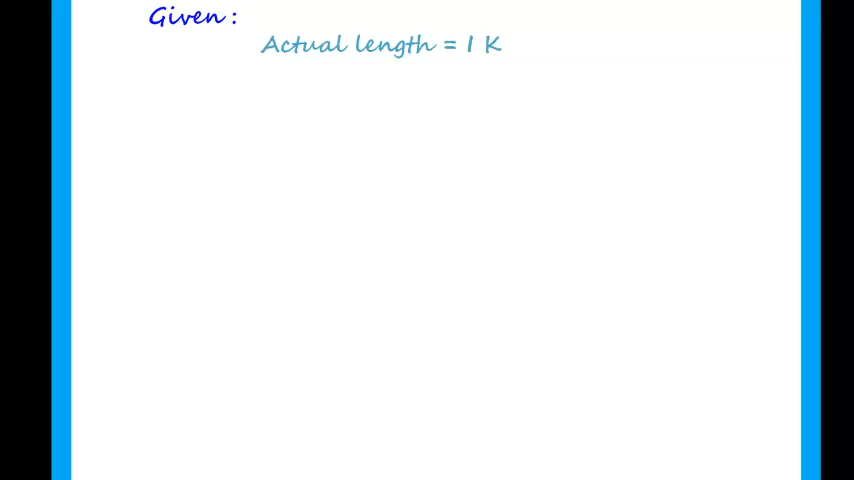 Given :
Actual length = 1 K